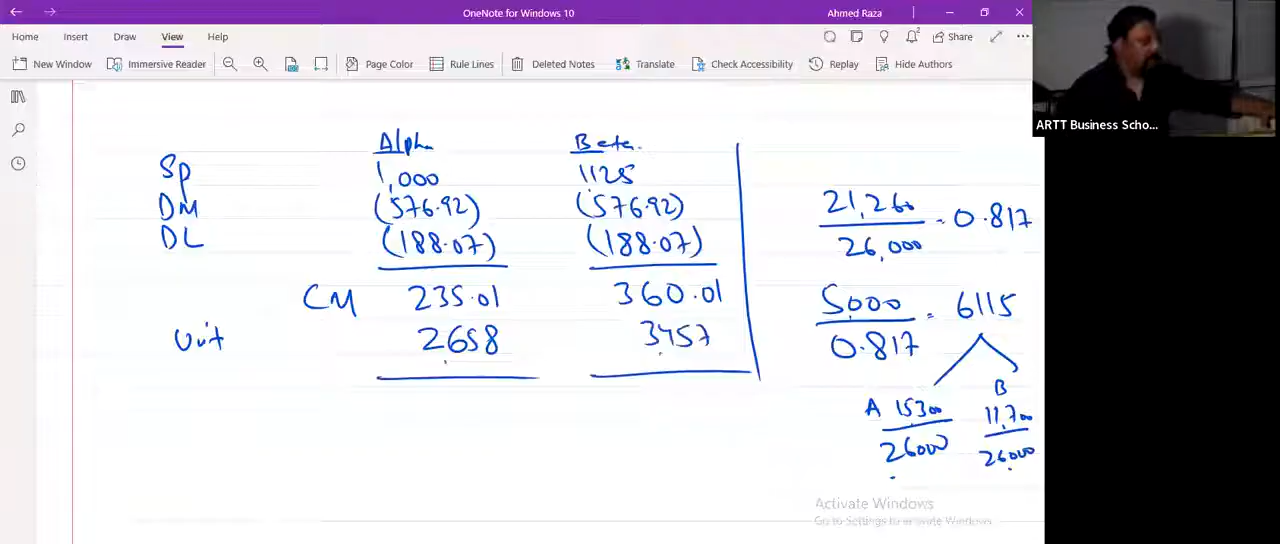 OneNote for Windows 10
Ahmed Raza
Home Insert Draw View Help
Share
New Window Immersive Reader Page Color Rule Lines Deleted Notes Translate Check Accessibility Replay Hide Authors
ARTT Business Scho...
Alpha Beta
Sp 1,000 1125
DM (576.92) (576.92)
DL (188.07) (188.07)
CM 235.01 360.01
Unit 2658 3457
21,260
26,000
= 0.817
5,000
0.817
= 6115
A 15300
26000
B
11,700
26000
Activate Windows
Go to Settings to activate Windows.